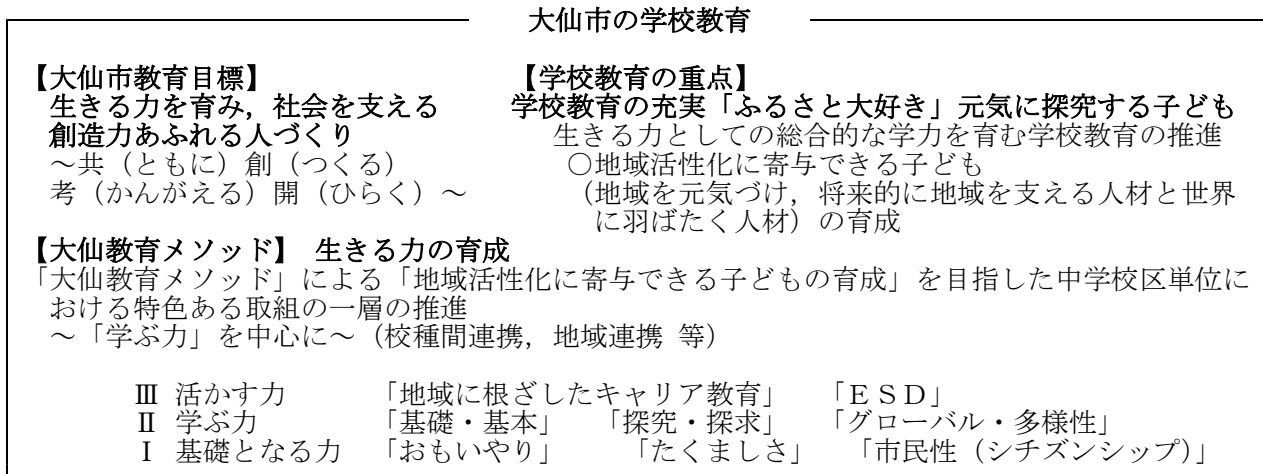 大仙市の学校教育
【大仙市教育目標】
生きる力を育み，社会を支える
創造力あふれる人づくり
～共（ともに）創（つくる）
考（かんがえる）開（ひらく）～
【学校教育の重点】
学校教育の充実「ふるさと大好き」元気に探究する子ども
生きる力としての総合的な学力を育む学校教育の推進
○地域活性化に寄与できる子ども
（地域を元気づけ，将来的に地域を支える人材と世界
に羽ばたく人材）の育成
【大仙教育メソッド】 生きる力の育成
「大仙教育メソッド」による「地域活性化に寄与できる子どもの育成」を目指した中学校区単位に
おける特色ある取組の一層の推進
～「学ぶ力」を中心に～（校種間連携，地域連携 等）
Ⅲ 活かす力 「地域に根ざしたキャリア教育」 「ＥＳＤ」
Ⅱ 学ぶ力 「基礎・基本」 「探究・探求」 「グローバル・多様性」
Ⅰ 基礎となる力 「おもいやり」 「たくましさ」 「市民性（シチズンシップ）」